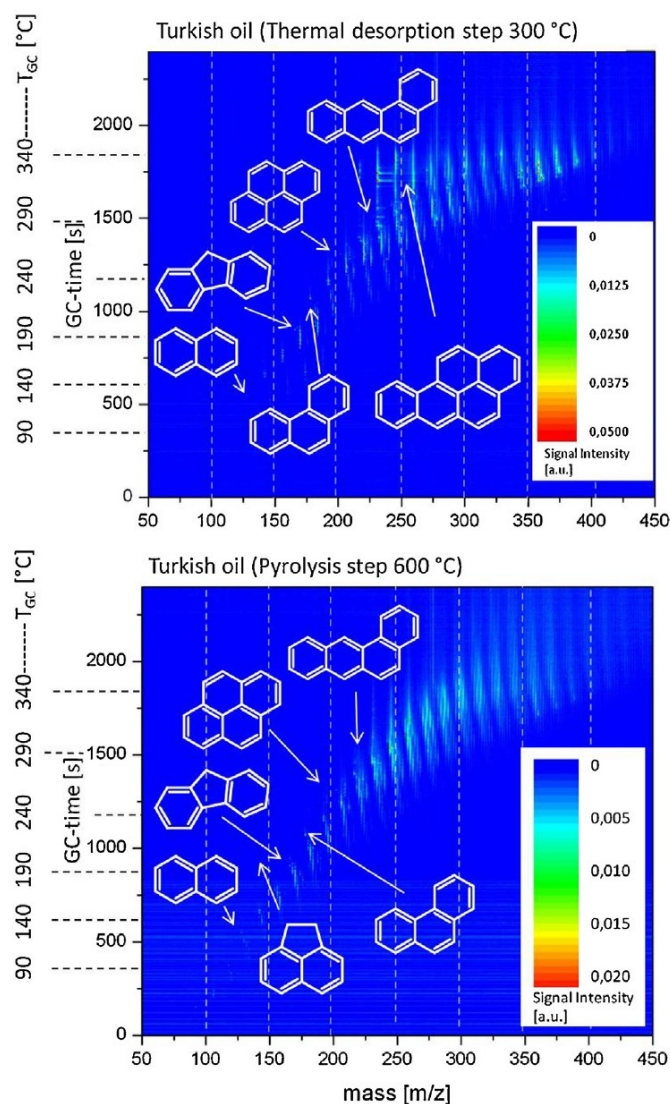 Turkish oil (Thermal desorption step 300 °C)
T_GC [°C]
340
290
240
190
140
90
GC-time [s]
2000
1500
1000
500
0
50 100 150 200 250 300 350 400 450
0
0,0125
0,0250
0,0375
0,0500
Signal Intensity
[a.u.]
Turkish oil (Pyrolysis step 600 °C)
T_GC [°C]
340
290
240
190
140
90
GC-time [s]
2000
1500
1000
500
0
50 100 150 200 250 300 350 400 450
0
0,005
0,010
0,015
0,020
Signal Intensity
[a.u.]
mass [m/z]